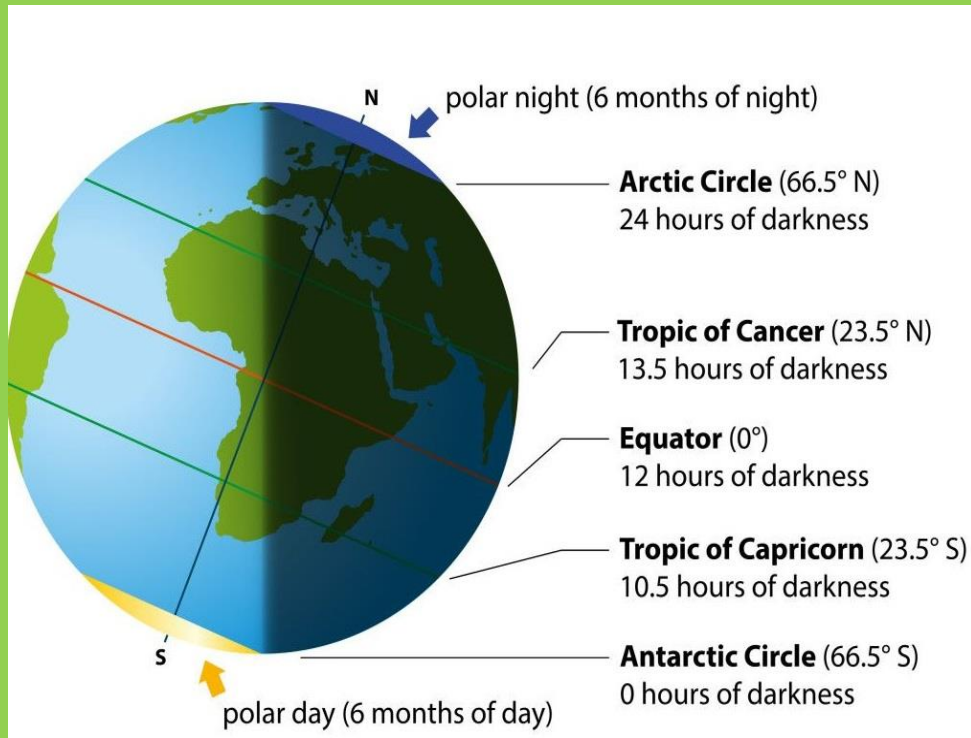 N
polar night (6 months of night)
Arctic Circle (66.5° N)
24 hours of darkness
Tropic of Cancer (23.5° N)
13.5 hours of darkness
Equator (0°)
12 hours of darkness
Tropic of Capricorn (23.5° S)
10.5 hours of darkness
Antarctic Circle (66.5° S)
0 hours of darkness
S
polar day (6 months of day)